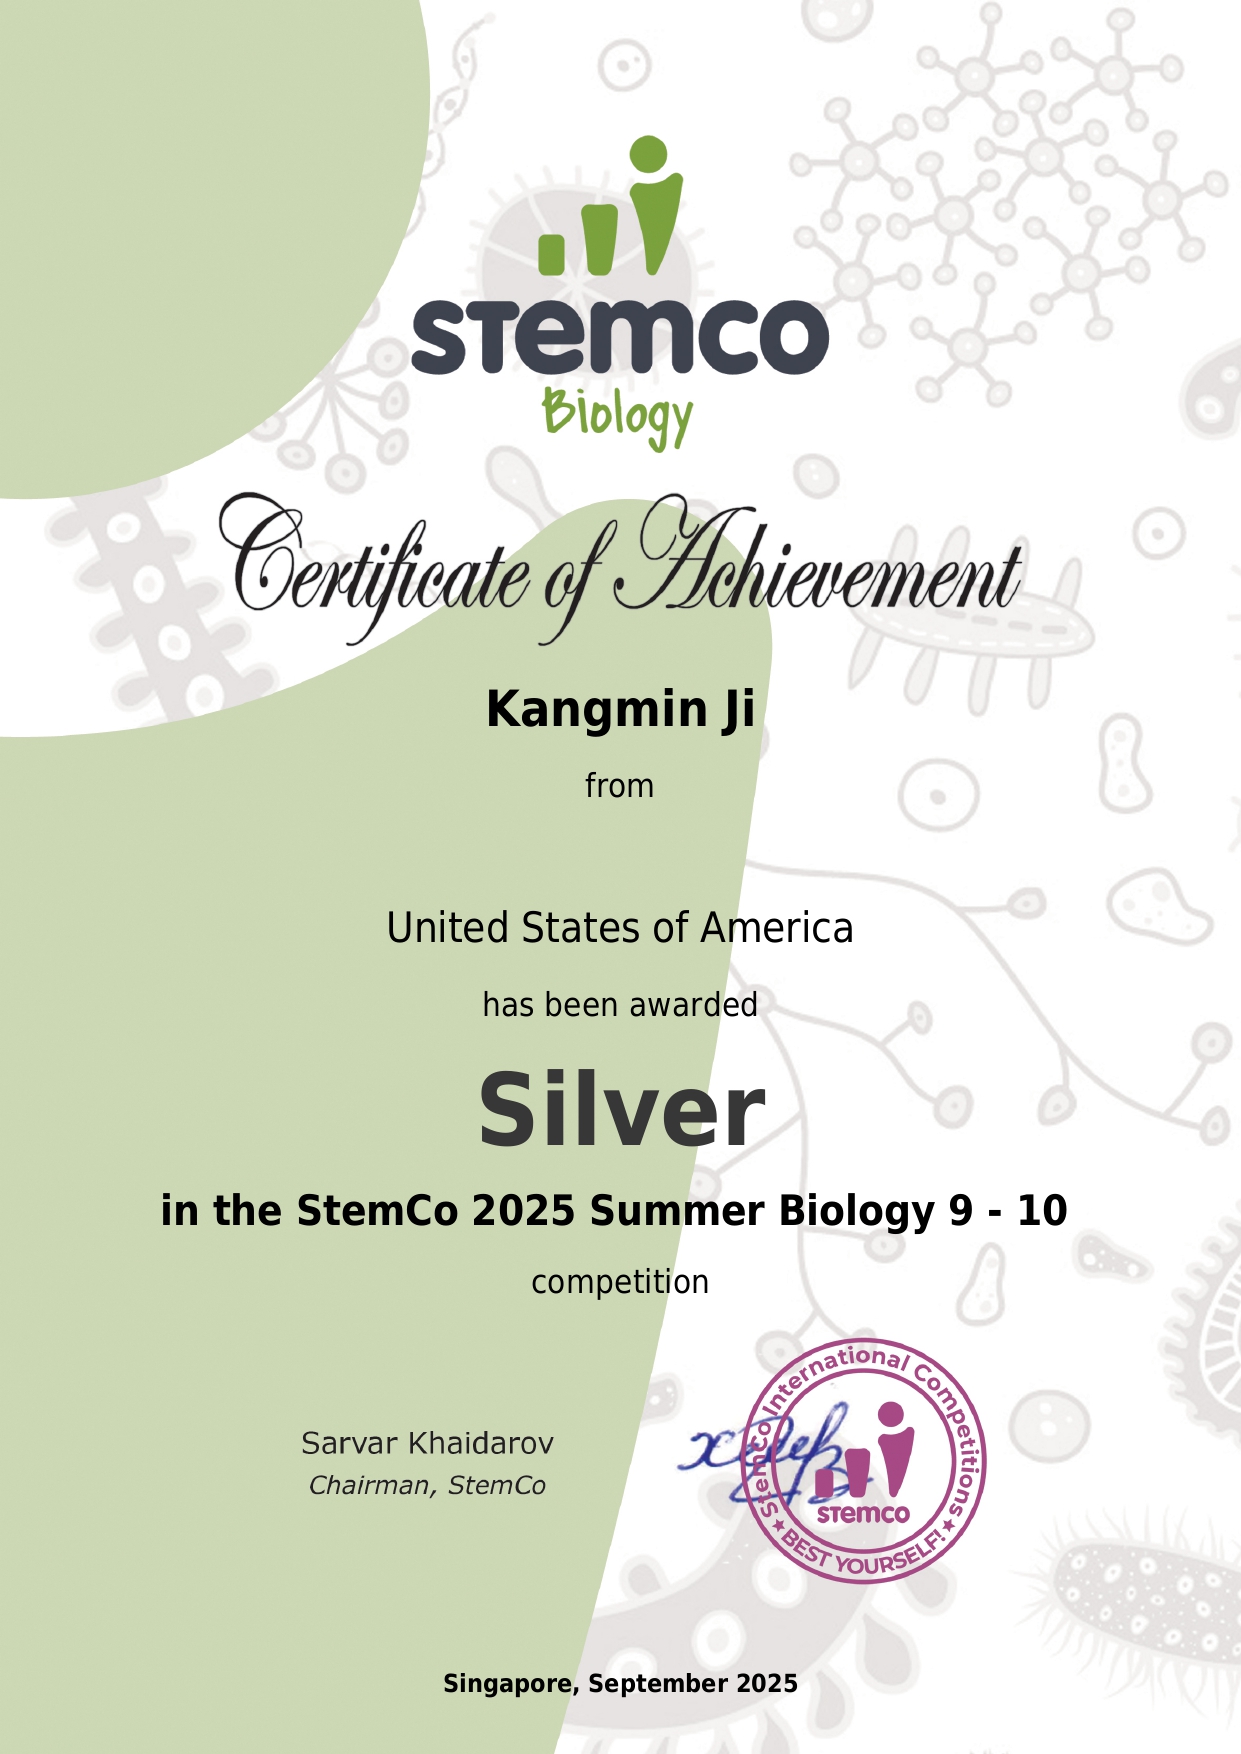 stemco
Biology
Certificate of Achievement
Kangmin Ji
from
United States of America
has been awarded
Silver
in the StemCo 2025 Summer Biology 9 - 10
competition
Sarvar Khaidarov
Chairman, StemCo
StemCo International Competitions
stemco
★ BEST YOURSELF! ★
Singapore, September 2025